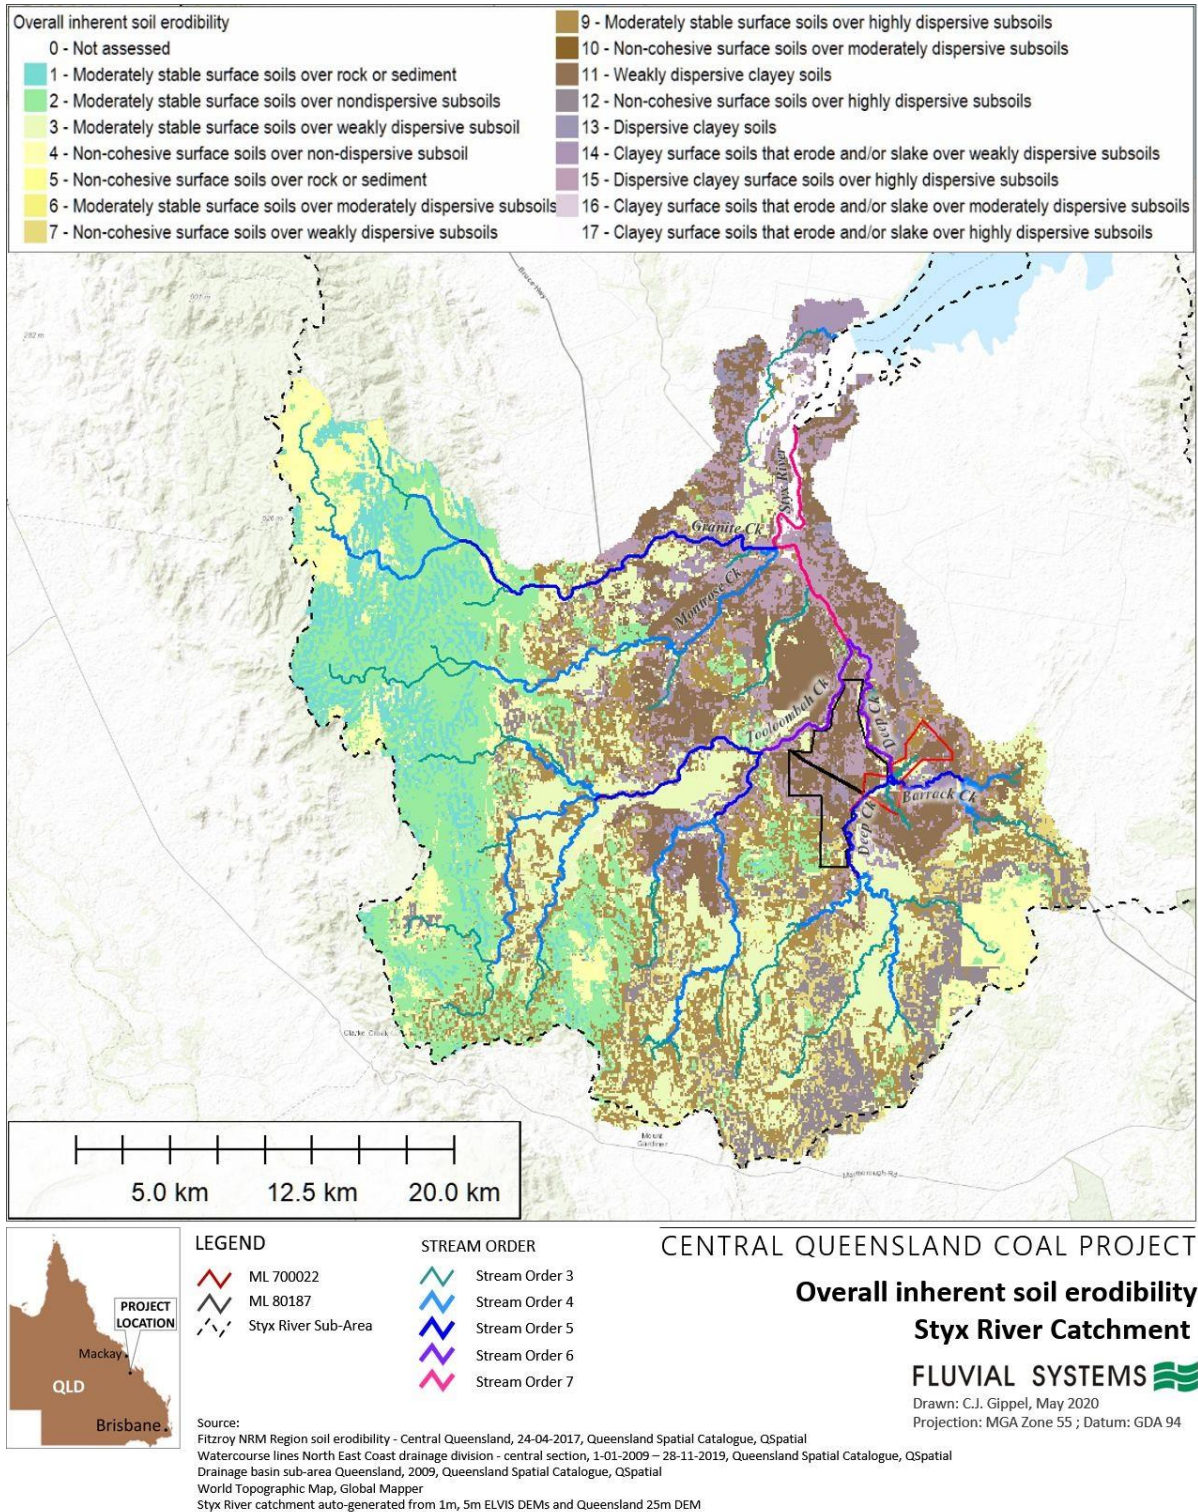 Overall inherent soil erodibility
0 - Not assessed
1 - Moderately stable surface soils over rock or sediment
2 - Moderately stable surface soils over nondispersive subsoils
3 - Moderately stable surface soils over weakly dispersive subsoil
4 - Non-cohesive surface soils over non-dispersive subsoil
5 - Non-cohesive surface soils over rock or sediment
6 - Moderately stable surface soils over moderately dispersive subsoils
7 - Non-cohesive surface soils over weakly dispersive subsoils
9 - Moderately stable surface soils over highly dispersive subsoils
10 - Non-cohesive surface soils over moderately dispersive subsoils
11 - Weakly dispersive clayey soils
12 - Non-cohesive surface soils over highly dispersive subsoils
13 - Dispersive clayey soils
14 - Clayey surface soils that erode and/or slake over weakly dispersive subsoils
15 - Dispersive clayey surface soils over highly dispersive subsoils
16 - Clayey surface soils that erode and/or slake over moderately dispersive subsoils
17 - Clayey surface soils that erode and/or slake over highly dispersive subsoils
Bruce Hwy
Styx River
Granite Ck
Montrose Ck
Tooloombah Ck
Deep Ck
Barrack Ck
Deep Ck
Clarke Creek
Mount
Gardiner
5.0 km 12.5 km 20.0 km
PROJECT
LOCATION
Mackay
QLD
Brisbane
LEGEND
ML 700022
ML 80187
Styx River Sub-Area
STREAM ORDER
Stream Order 3
Stream Order 4
Stream Order 5
Stream Order 6
Stream Order 7
CENTRAL QUEENSLAND COAL PROJECT
Overall inherent soil erodibility
Styx River Catchment
FLUVIAL SYSTEMS
Drawn: C.J. Gippel, May 2020
Projection: MGA Zone 55 ; Datum: GDA 94
Source:
Fitzroy NRM Region soil erodibility - Central Queensland, 24-04-2017, Queensland Spatial Catalogue, QSpatial
Watercourse lines North East Coast drainage division - central section, 1-01-2009 – 28-11-2019, Queensland Spatial Catalogue, QSpatial
Drainage basin sub-area Queensland, 2009, Queensland Spatial Catalogue, QSpatial
World Topographic Map, Global Mapper
Styx River catchment auto-generated from 1m, 5m ELVIS DEMs and Queensland 25m DEM